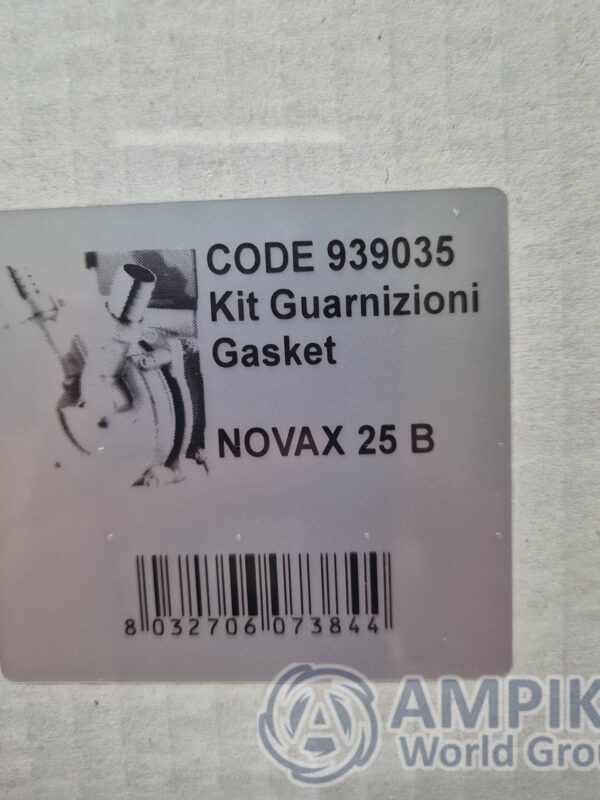 CODE 939035
Kit Guarnizioni
Gasket
NOVAX 25 B
8 032706 073844
AMPIK
World Grou